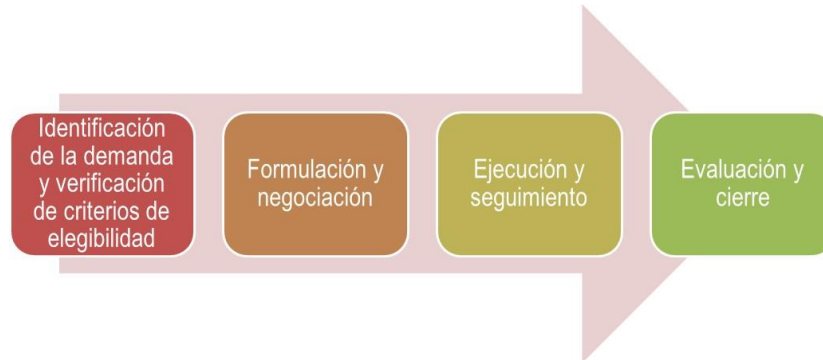 Identificación
de la demanda
y verificación
de criterios de
elegibilidad
Formulación y
negociación
Ejecución y
seguimiento
Evaluación y
cierre